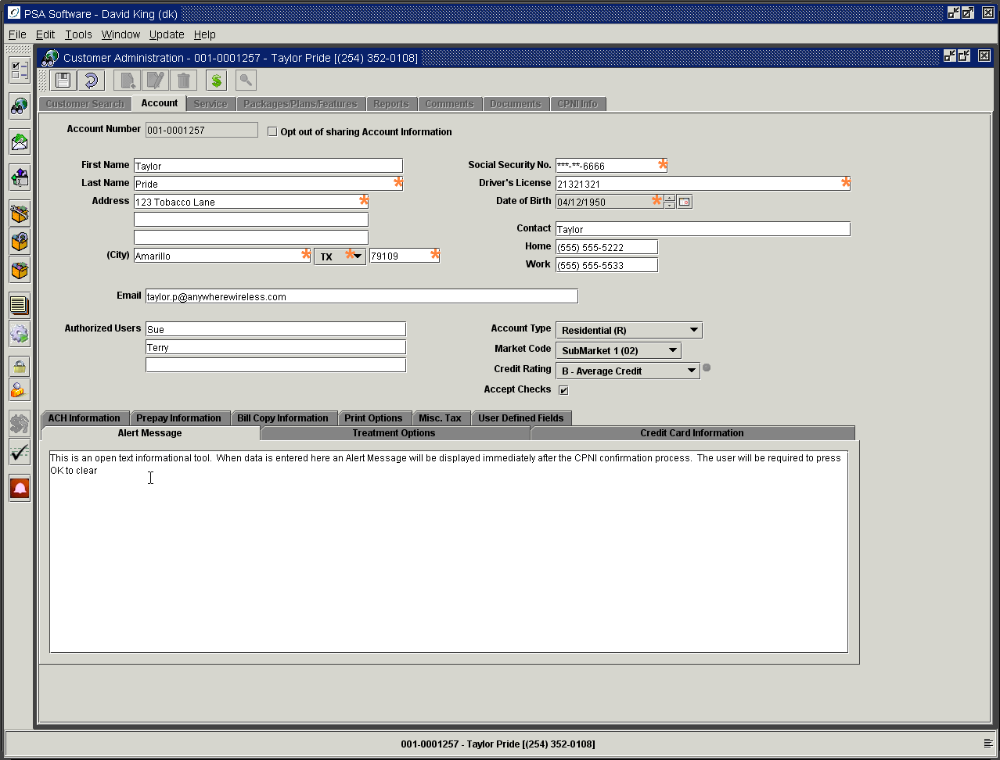 PSA Software - David King (dk)
File Edit Tools Window Update Help
Customer Administration - 001-0001257 - Taylor Pride [(254) 352-0108]
Customer Search Account Service Packages/Plans/Features Reports Comments Documents CPNI Info
Account Number 001-0001257 Opt out of sharing Account Information
First Name Taylor Social Security No. ***-**-6666
Last Name Pride Driver's License 21321321
Address 123 Tobacco Lane Date of Birth 04/12/1950
Contact Taylor
Home (555) 555-5222
(City) Amarillo TX 79109
Work (555) 555-5533
Email taylor.p@anywherewireless.com
Authorized Users Sue Account Type Residential (R)
Terry Market Code SubMarket 1 (02)
Credit Rating B - Average Credit
Accept Checks
ACH Information Prepay Information Bill Copy Information Print Options Misc. Tax User Defined Fields
Alert Message Treatment Options Credit Card Information
This is an open text informational tool.  When data is entered here an Alert Message will be displayed immediately after the CPNI confirmation process.  The user will be required to press
OK to clear
001-0001257 - Taylor Pride [(254) 352-0108]